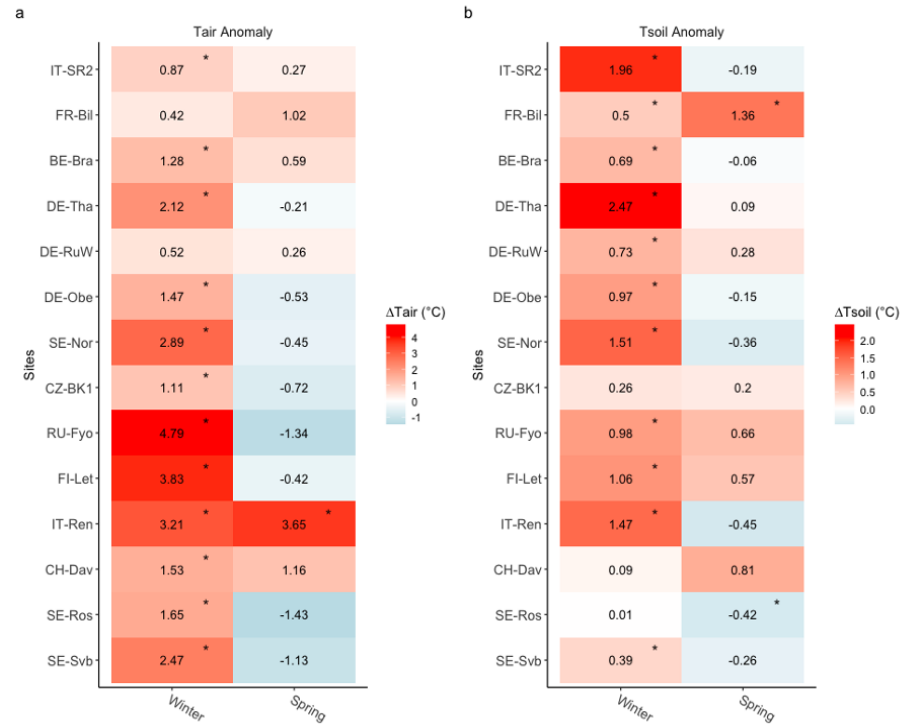 a
Tair Anomaly
Sites
IT-SR2 0.87 * 0.27
FR-Bil 0.42 1.02
BE-Bra 1.28 * 0.59
DE-Tha 2.12 * -0.21
DE-RuW 0.52 0.26
DE-Obe 1.47 * -0.53
SE-Nor 2.89 * -0.45
CZ-BK1 1.11 * -0.72
RU-Fyo 4.79 * -1.34
FI-Let 3.83 * -0.42
IT-Ren 3.21 * 3.65 *
CH-Dav 1.53 * 1.16
SE-Ros 1.65 * -1.43
SE-Svb 2.47 * -1.13
Winter Spring
ΔTair (°C)
4
3
2
1
0
-1
b
Tsoil Anomaly
Sites
IT-SR2 1.96 * -0.19
FR-Bil 0.5 * 1.36 *
BE-Bra 0.69 * -0.06
DE-Tha 2.47 * 0.09
DE-RuW 0.73 * 0.28
DE-Obe 0.97 * -0.15
SE-Nor 1.51 * -0.36
CZ-BK1 0.26 0.2
RU-Fyo 0.98 * 0.66
FI-Let 1.06 * 0.57
IT-Ren 1.47 * -0.45
CH-Dav 0.09 0.81
SE-Ros 0.01 -0.42 *
SE-Svb 0.39 * -0.26
Winter Spring
ΔTsoil (°C)
2.0
1.5
1.0
0.5
0.0